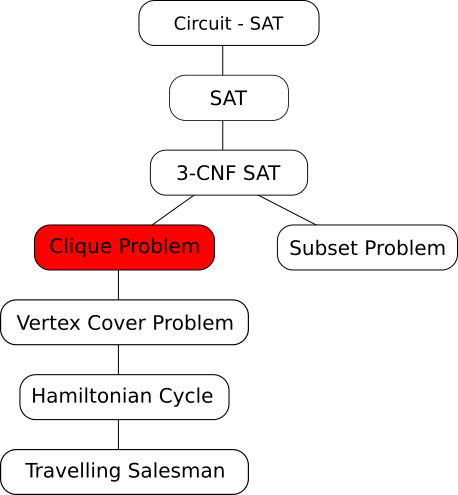 Circuit - SAT
SAT
3-CNF SAT
Clique Problem
Subset Problem
Vertex Cover Problem
Hamiltonian Cycle
Travelling Salesman